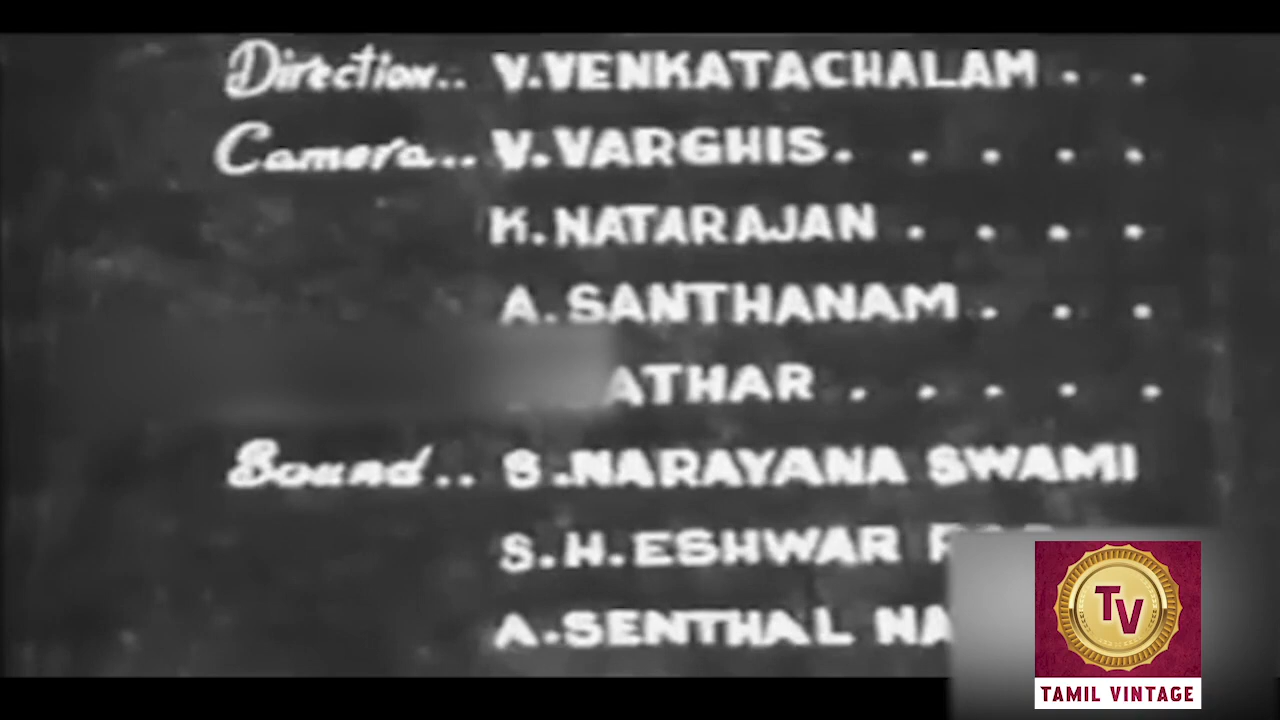 Direction.. V.VENKATACHALAM . .
Camera.. V.VARGHIS . . . . .
K.NATARAJAN . . . .
A.SANTHANAM . . .
ATHAR . . . . .
Sound.. S.NARAYANA SWAMI
S.H.ESHWAR
A.SENTHAL
TV
TAMIL VINTAGE